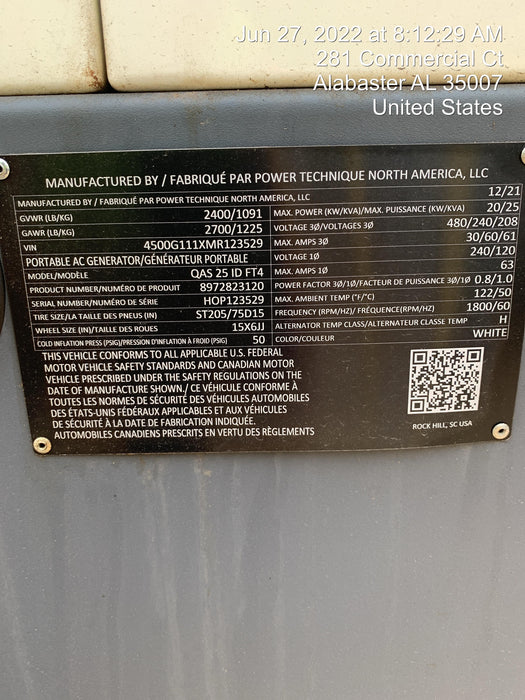 Jun 27, 2022 at 8:12:29 AM
281 Commercial Ct
Alabaster AL 35007
United States
MANUFACTURED BY / FABRIQUÉ PAR POWER TECHNIQUE NORTH AMERICA, LLC
MANUFACTURED BY / FABRIQUÉ PAR POWER TECHNIQUE NORTH AMERICA, LLC 12/21
GVWR (LB/KG) 2400/1091
GAWR (LB/KG) 2700/1225
VIN 4500G111XMR123529
PORTABLE AC GENERATOR/GÉNÉRATEUR PORTABLE
MODEL/MODÈLE QAS 25 ID FT4
PRODUCT NUMBER/NUMÉRO DE PRODUIT 8972823120
SERIAL NUMBER/NUMÉRO DE SÉRIE HOP123529
TIRE SIZE/LA TAILLE DES PNEUS (IN) ST205/75D15
WHEEL SIZE (IN)/TAILLE DES ROUES 15X6JJ
COLD INFLATION PRESS (PSIG)/PRESSION D'INFLATION À FROID (PSIG) 50
MAX. POWER (KW/KVA)/MAX. PUISSANCE (KW/KVA) 20/25
VOLTAGE 3Ø/VOLTAGES 3Ø 480/240/208
MAX. AMPS 3Ø 30/60/61
VOLTAGE 1Ø 240/120
MAX. AMPS 1Ø 63
POWER FACTOR 3Ø/1Ø/FACTEUR DE PUISSANCE 3Ø/1Ø 0.8/1.0
MAX. AMBIENT TEMP (°F/°C) 122/50
FREQUENCY (RPM/HZ)/ FRÉQUENCE(RPM/HZ) 1800/60
ALTERNATOR TEMP CLASS/ALTERNATEUR CLASSE TEMP H
COLOR/COULEUR WHITE
THIS VEHICLE CONFORMS TO ALL APPLICABLE U.S. FEDERAL
MOTOR VEHICLE SAFETY STANDARDS AND CANADIAN MOTOR
VEHICLE PRESCRIBED UNDER THE SAFETY REGULATIONS ON THE
DATE OF MANUFACTURE SHOWN./ CE VÉHICULE CONFORME À
TOUTES LES NORMES DE SÉCURITÉ DES VÉHICULES AUTOMOBILES
DES ÉTATS-UNIS FÉDÉRAUX APPLICABLES ET AUX VÉHICULES
DE SÉCURITÉ À LA DATE DE FABRICATION INDIQUÉE.
AUTOMOBILES CANADIENS PRESCRITS EN VERTU DES RÈGLEMENTS
ROCK HILL, SC USA